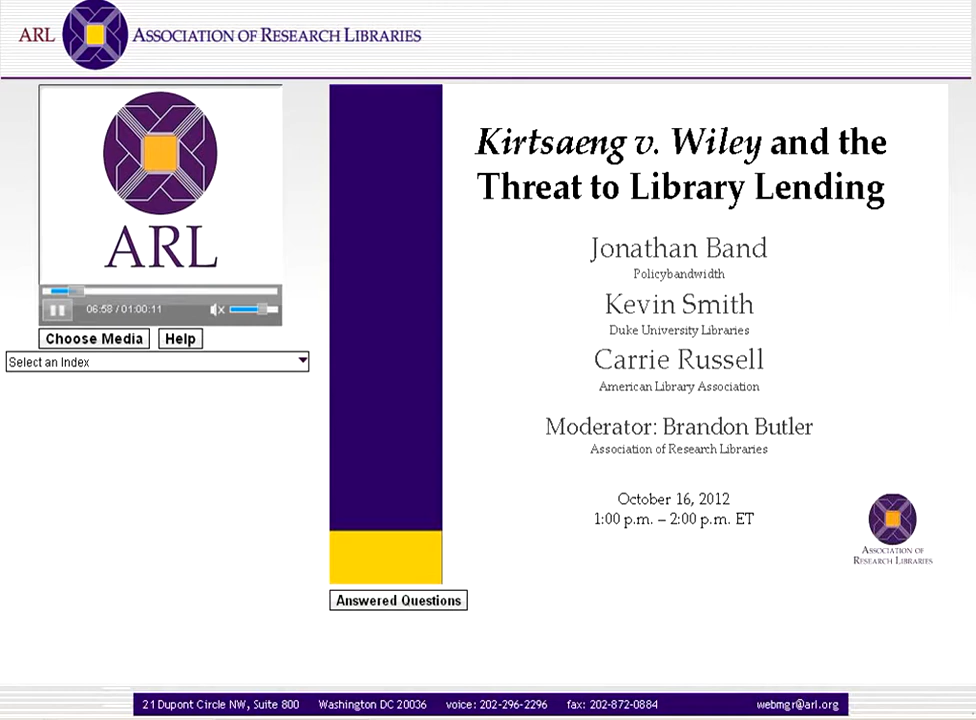 ARL ASSOCIATION OF RESEARCH LIBRARIES
ARL
06:58 / 01:00:11
Choose Media Help
Select an Index
Kirtsaeng v. Wiley and the
Threat to Library Lending
Jonathan Band
Policybandwidth
Kevin Smith
Duke University Libraries
Carrie Russell
American Library Association
Moderator: Brandon Butler
Association of Research Libraries
October 16, 2012
1:00 p.m. – 2:00 p.m. ET
ASSOCIATION OF
RESEARCH LIBRARIES
Answered Questions
21 Dupont Circle NW, Suite 800 Washington DC 20036 voice: 202-296-2296 fax: 202-872-0884 webmgr@arl.org